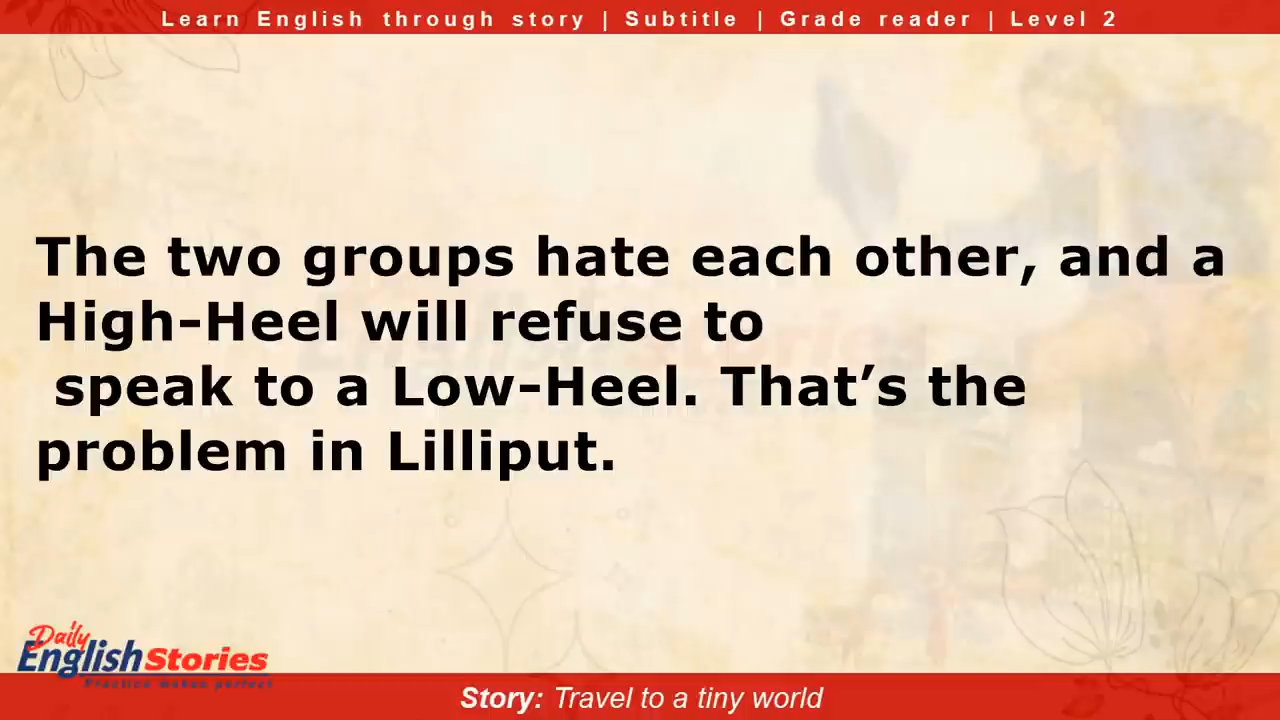 Learn English through story | Subtitle | Grade reader | Level 2
The two groups hate each other, and a
High-Heel will refuse to
speak to a Low-Heel. That’s the
problem in Lilliput.
Daily
English Stories
Practice makes perfect
Story: Travel to a tiny world